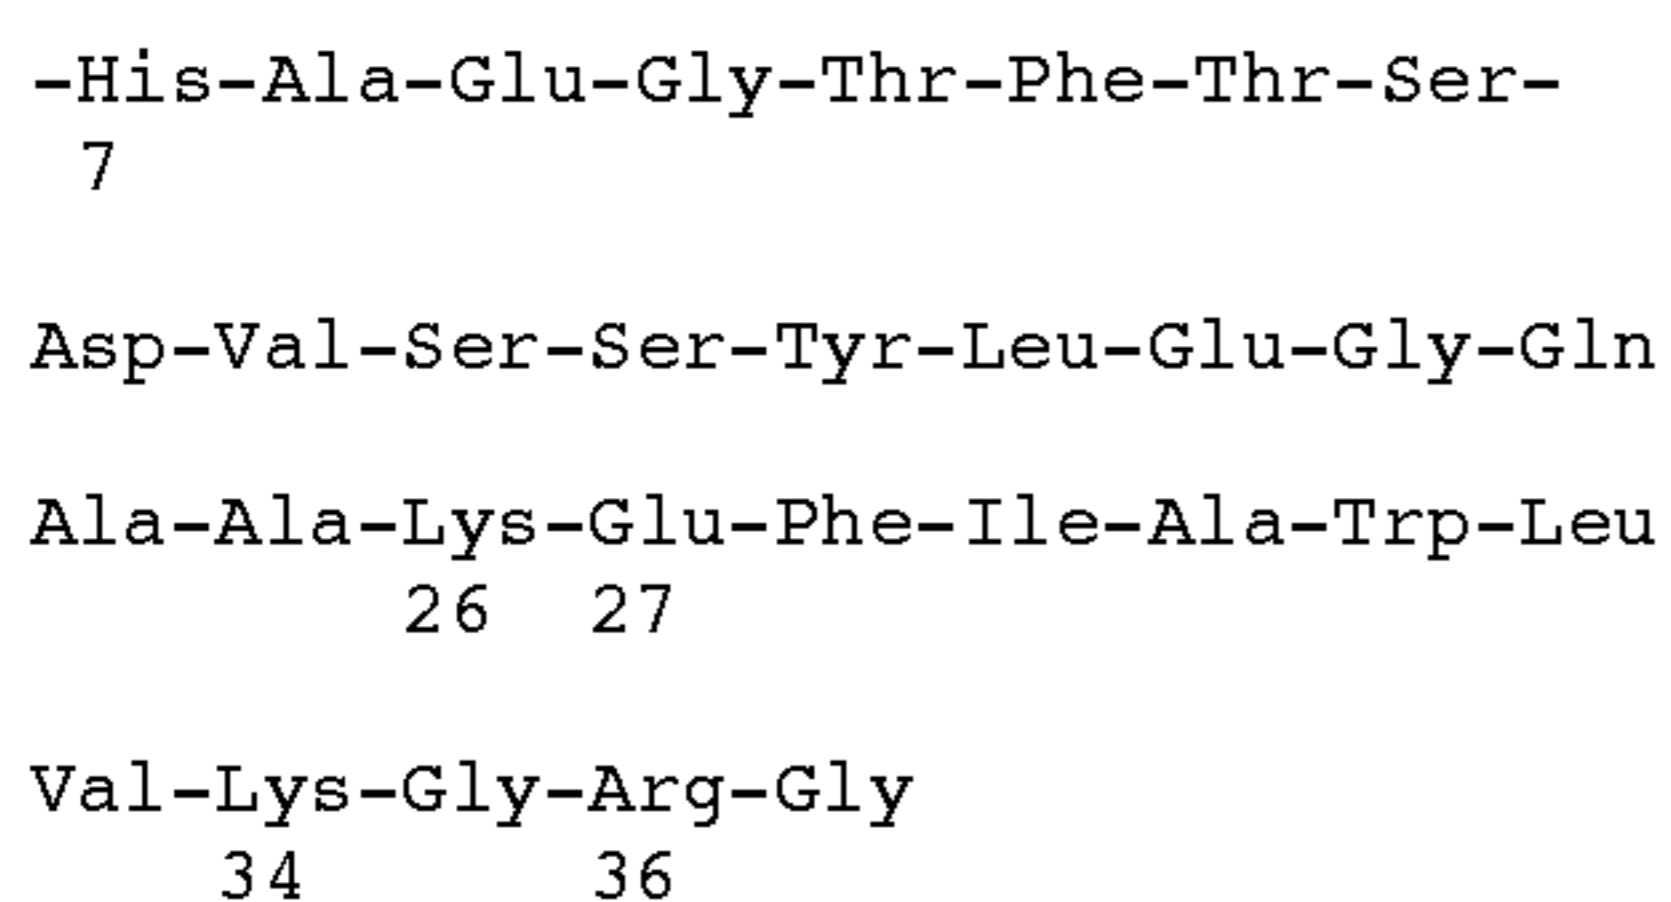 -His-Ala-Glu-Gly-Thr-Phe-Thr-Ser-
7
Asp-Val-Ser-Ser-Tyr-Leu-Glu-Gly-Gln
Ala-Ala-Lys-Glu-Phe-Ile-Ala-Trp-Leu
26 27
Val-Lys-Gly-Arg-Gly
34 36